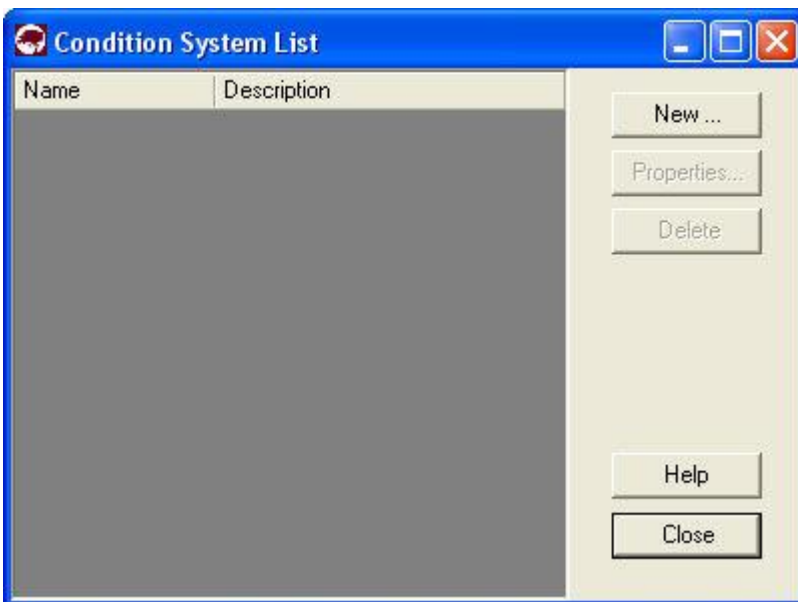 Condition System List
Name Description
New ...
Properties...
Delete
Help
Close